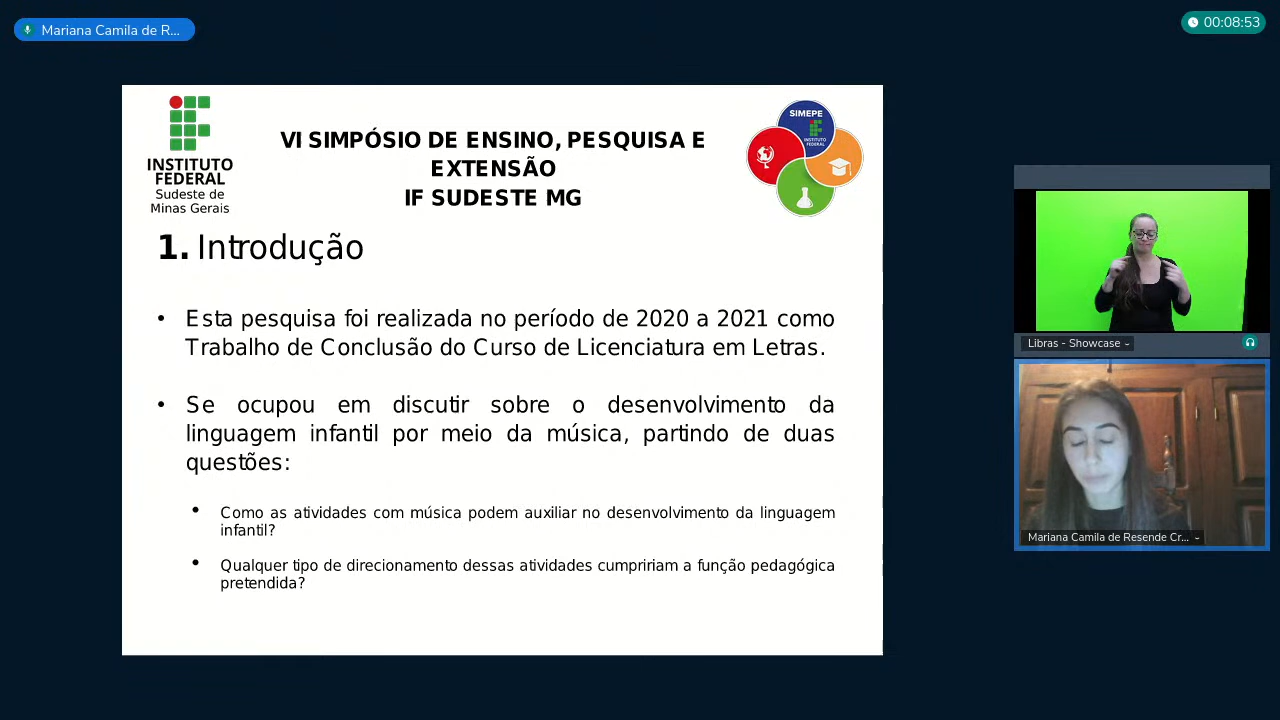 Mariana Camila de R...
00:08:53
INSTITUTO
FEDERAL
Sudeste de
Minas Gerais
VI SIMPÓSIO DE ENSINO, PESQUISA E
EXTENSÃO
IF SUDESTE MG
SIMEPE
INSTITUTO
FEDERAL
1. Introdução
• Esta pesquisa foi realizada no período de 2020 a 2021 como
Trabalho de Conclusão do Curso de Licenciatura em Letras.
• Se ocupou em discutir sobre o desenvolvimento da
linguagem infantil por meio da música, partindo de duas
questões:
• Como as atividades com música podem auxiliar no desenvolvimento da linguagem
infantil?
• Qualquer tipo de direcionamento dessas atividades cumpririam a função pedagógica
pretendida?
Libras - Showcase
Mariana Camila de Resende Cr...